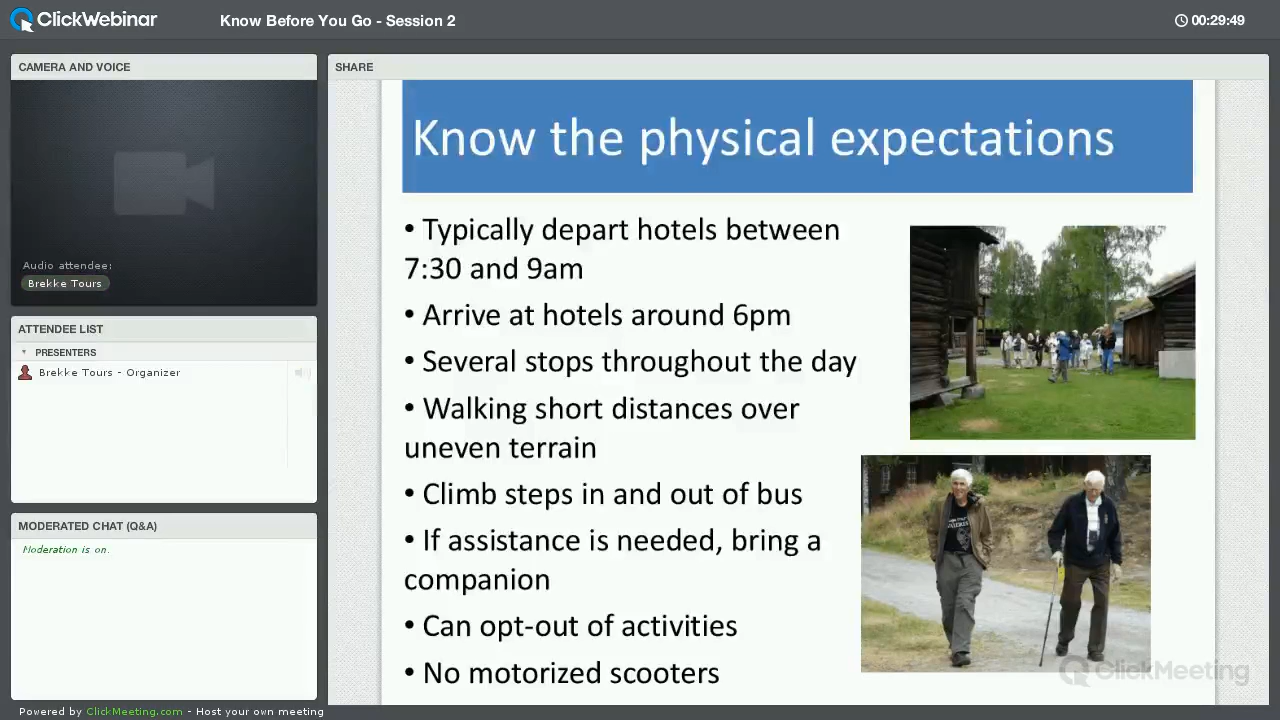 ClickWebinar
Know Before You Go - Session 2
00:29:49
CAMERA AND VOICE
Audio attendee:
Brekke Tours
ATTENDEE LIST
PRESENTERS
Brekke Tours - Organizer
MODERATED CHAT (Q&A)
Moderation is on.
Powered by ClickMeeting.com - Host your own meeting
SHARE
Know the physical expectations
• Typically depart hotels between
7:30 and 9am
• Arrive at hotels around 6pm
• Several stops throughout the day
• Walking short distances over
uneven terrain
• Climb steps in and out of bus
• If assistance is needed, bring a
companion
• Can opt-out of activities
• No motorized scooters
ClickMeeting